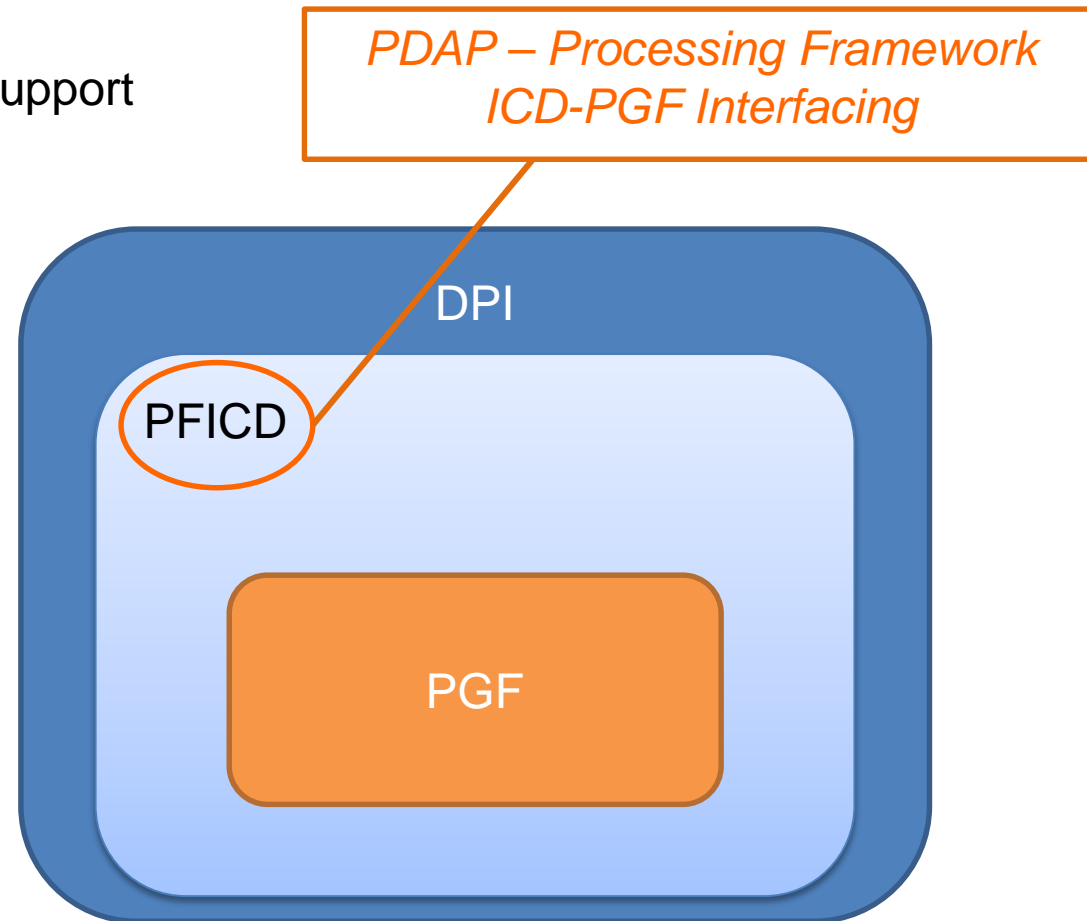 PDAP – Processing Framework
ICD-PGF Interfacing
upport
DPI
PFICD
PGF